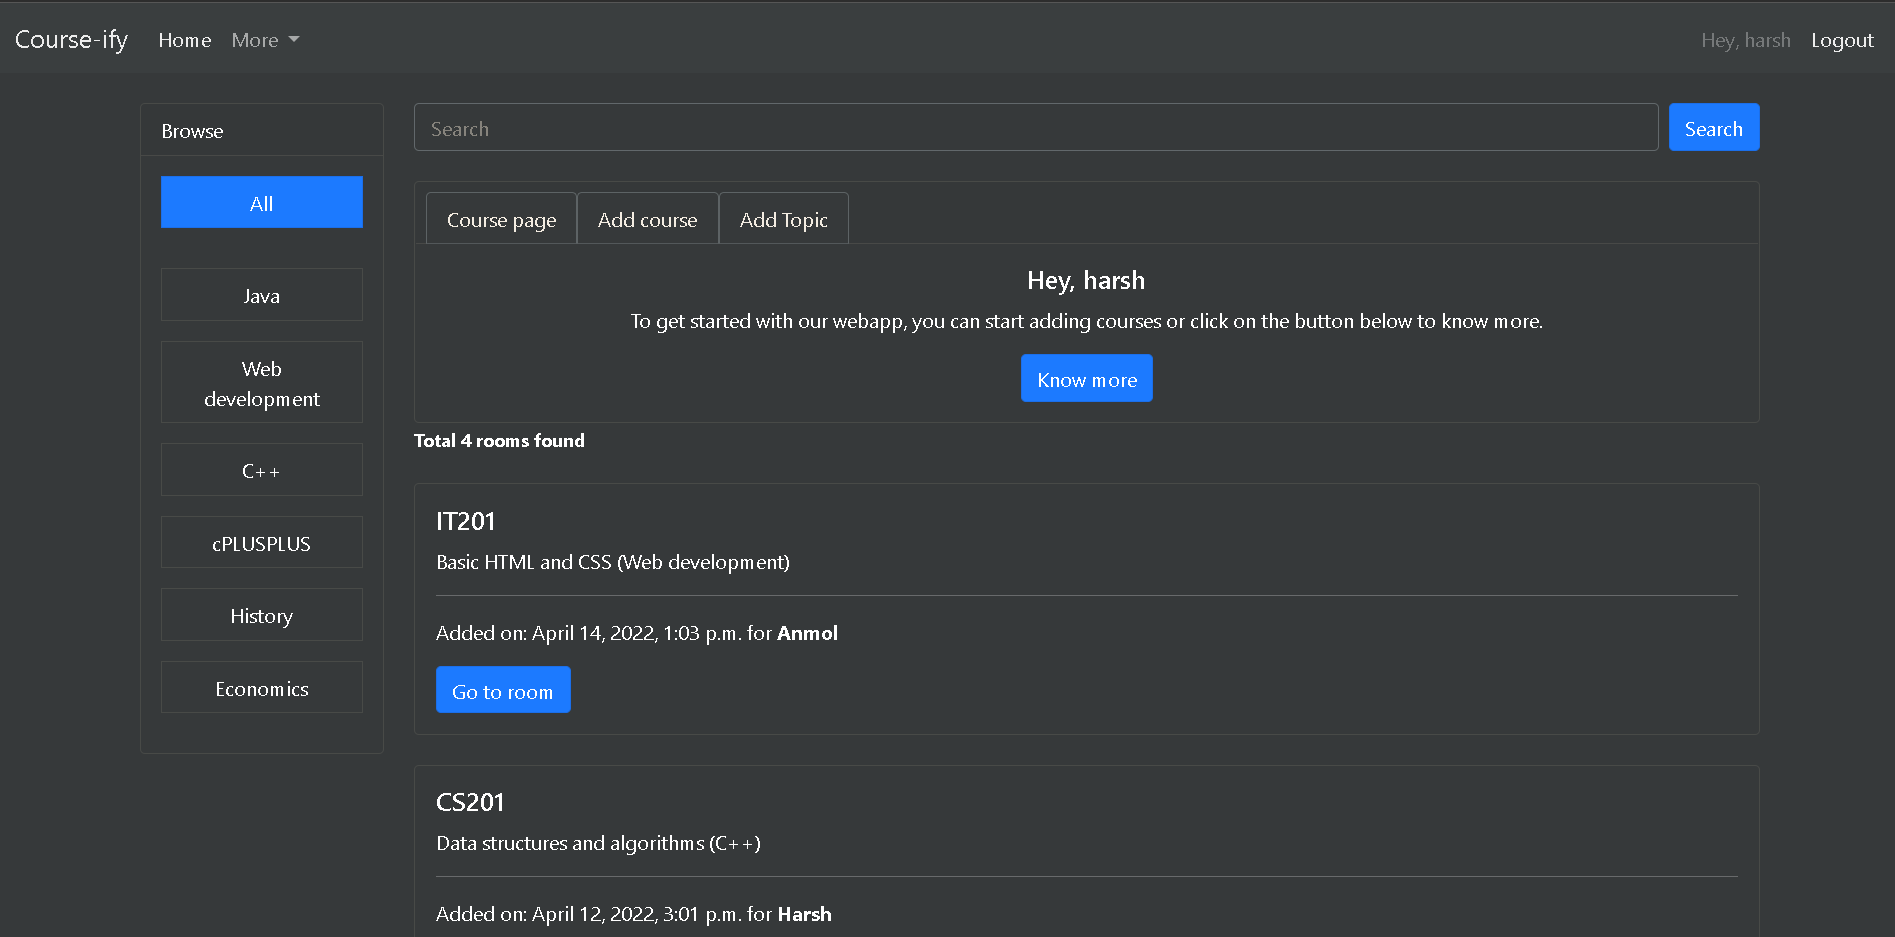 Course-ify Home More Hey, harsh Logout
Browse
All
Java
Web
development
C++
cPLUSPLUS
History
Economics
Search Search
Course page Add course Add Topic
Hey, harsh
To get started with our webapp, you can start adding courses or click on the button below to know more.
Know more
Total 4 rooms found
IT201
Basic HTML and CSS (Web development)
Added on: April 14, 2022, 1:03 p.m. for Anmol
Go to room
CS201
Data structures and algorithms (C++)
Added on: April 12, 2022, 3:01 p.m. for Harsh